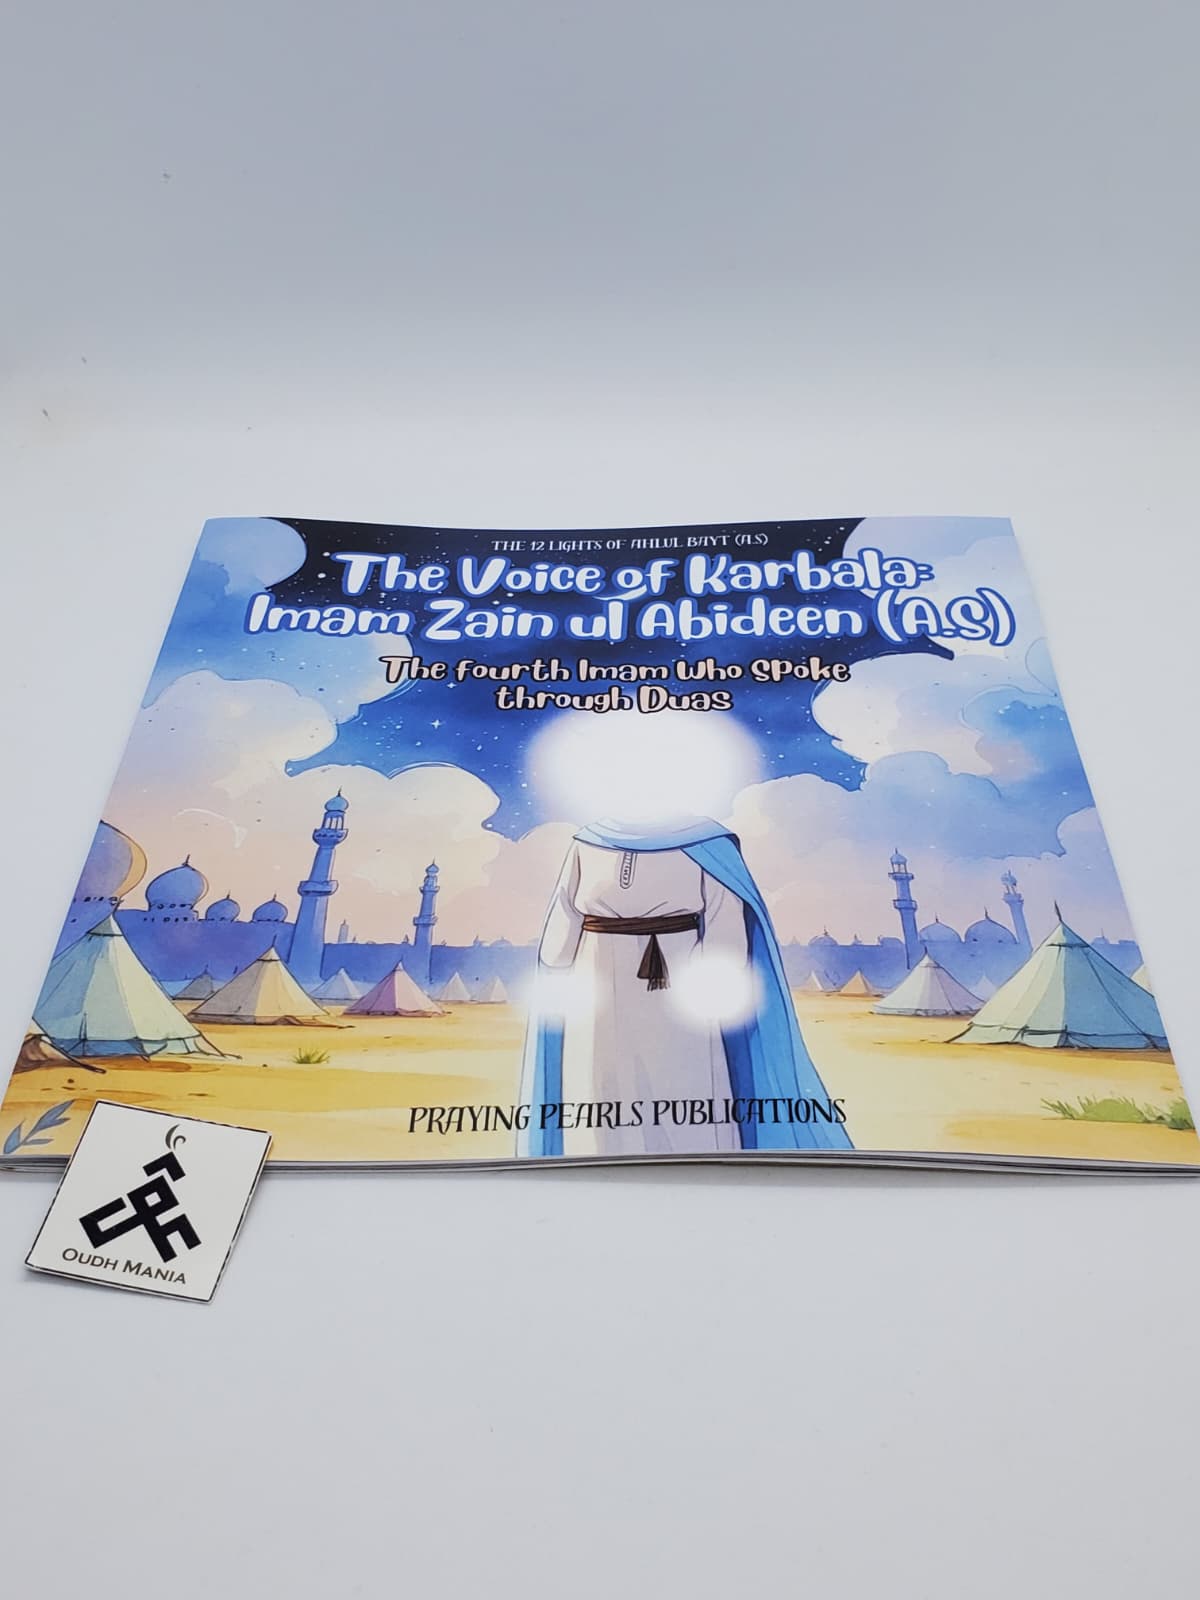 THE 12 LIGHTS OF AHLUL BAYT (A.S)
The Voice of Karbala:
Imam Zain ul Abideen (A.S)
The fourth Imam Who Spoke
through Duas
PRAYING PEARLS PUBLICATIONS
OUDH MANIA